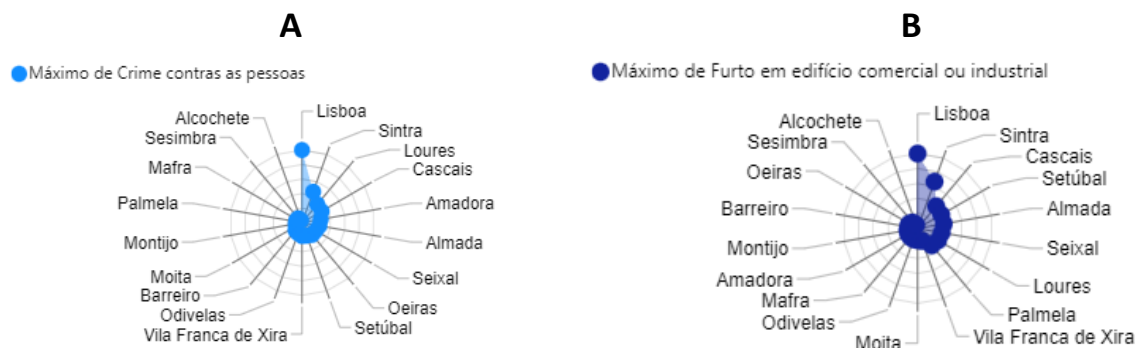 A
Máximo de Crime contras as pessoas
Lisboa
Alcochete
Sintra
Sesimbra
Loures
Mafra
Cascais
Palmela
Amadora
Montijo
Almada
Moita
Seixal
Barreiro
Oeiras
Odivelas
Setúbal
Vila Franca de Xira
B
Máximo de Furto em edifício comercial ou industrial
Lisboa
Alcochete
Sintra
Sesimbra
Cascais
Oeiras
Setúbal
Barreiro
Almada
Montijo
Seixal
Amadora
Loures
Mafra
Palmela
Odivelas
Vila Franca de Xira
Moita